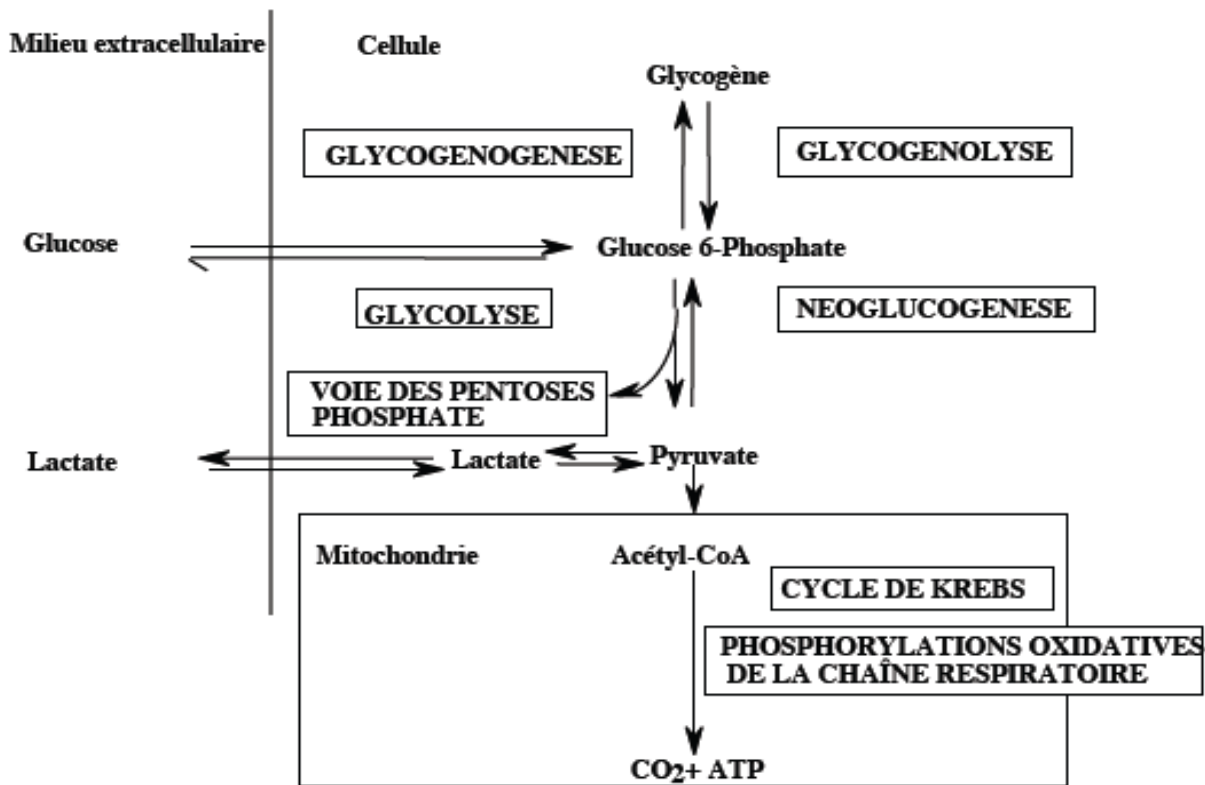 Milieu extracellulaire
Cellule
Glycogène
GLYCOGENOGENESE
GLYCOGENOLYSE
Glucose
Glucose 6-Phosphate
GLYCOLYSE
NEOGLUCOGENESE
VOIE DES PENTOSES
PHOSPHATE
Lactate
Lactate
Pyruvate
Mitochondrie
Acétyl-CoA
CYCLE DE KREBS
PHOSPHORYLATIONS OXIDATIVES
DE LA CHAÎNE RESPIRATOIRE
CO2+ ATP